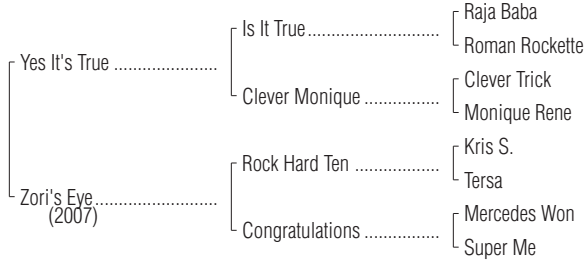 Raja Baba
Is It True
Roman Rockette
Yes It's True
Clever Trick
Clever Monique
Monique Rene
Kris S.
Rock Hard Ten
Tersa
Zori's Eye
(2007)
Mercedes Won
Congratulations
Super Me